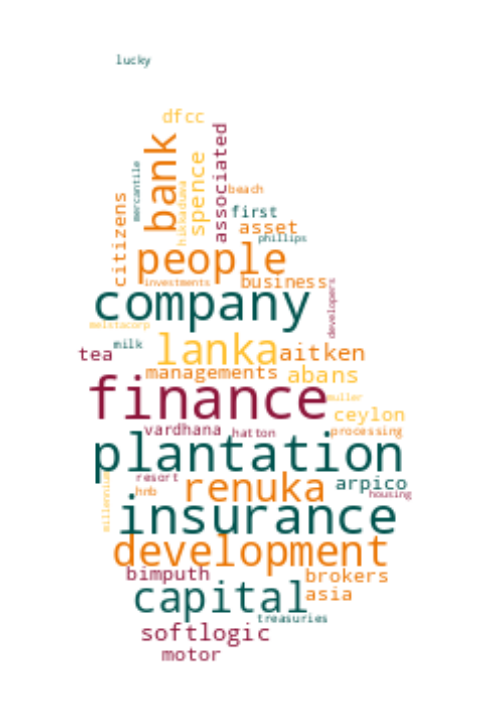 lucky
dfcc
bank
mercantile
hikkaduwa
spence
associated
citizens
beach
first
asset
phillips
people
investments
business
developers
company
melstacorp
milk
tea
lanka
aitken
managements
abans
finance
muller
ceylon
vardhana
hatton
processing
plantation
millennium
resort
hnb
renuka
arpico
housing
insurance
development
bimputh
brokers
capital
asia
treasuries
softlogic
motor